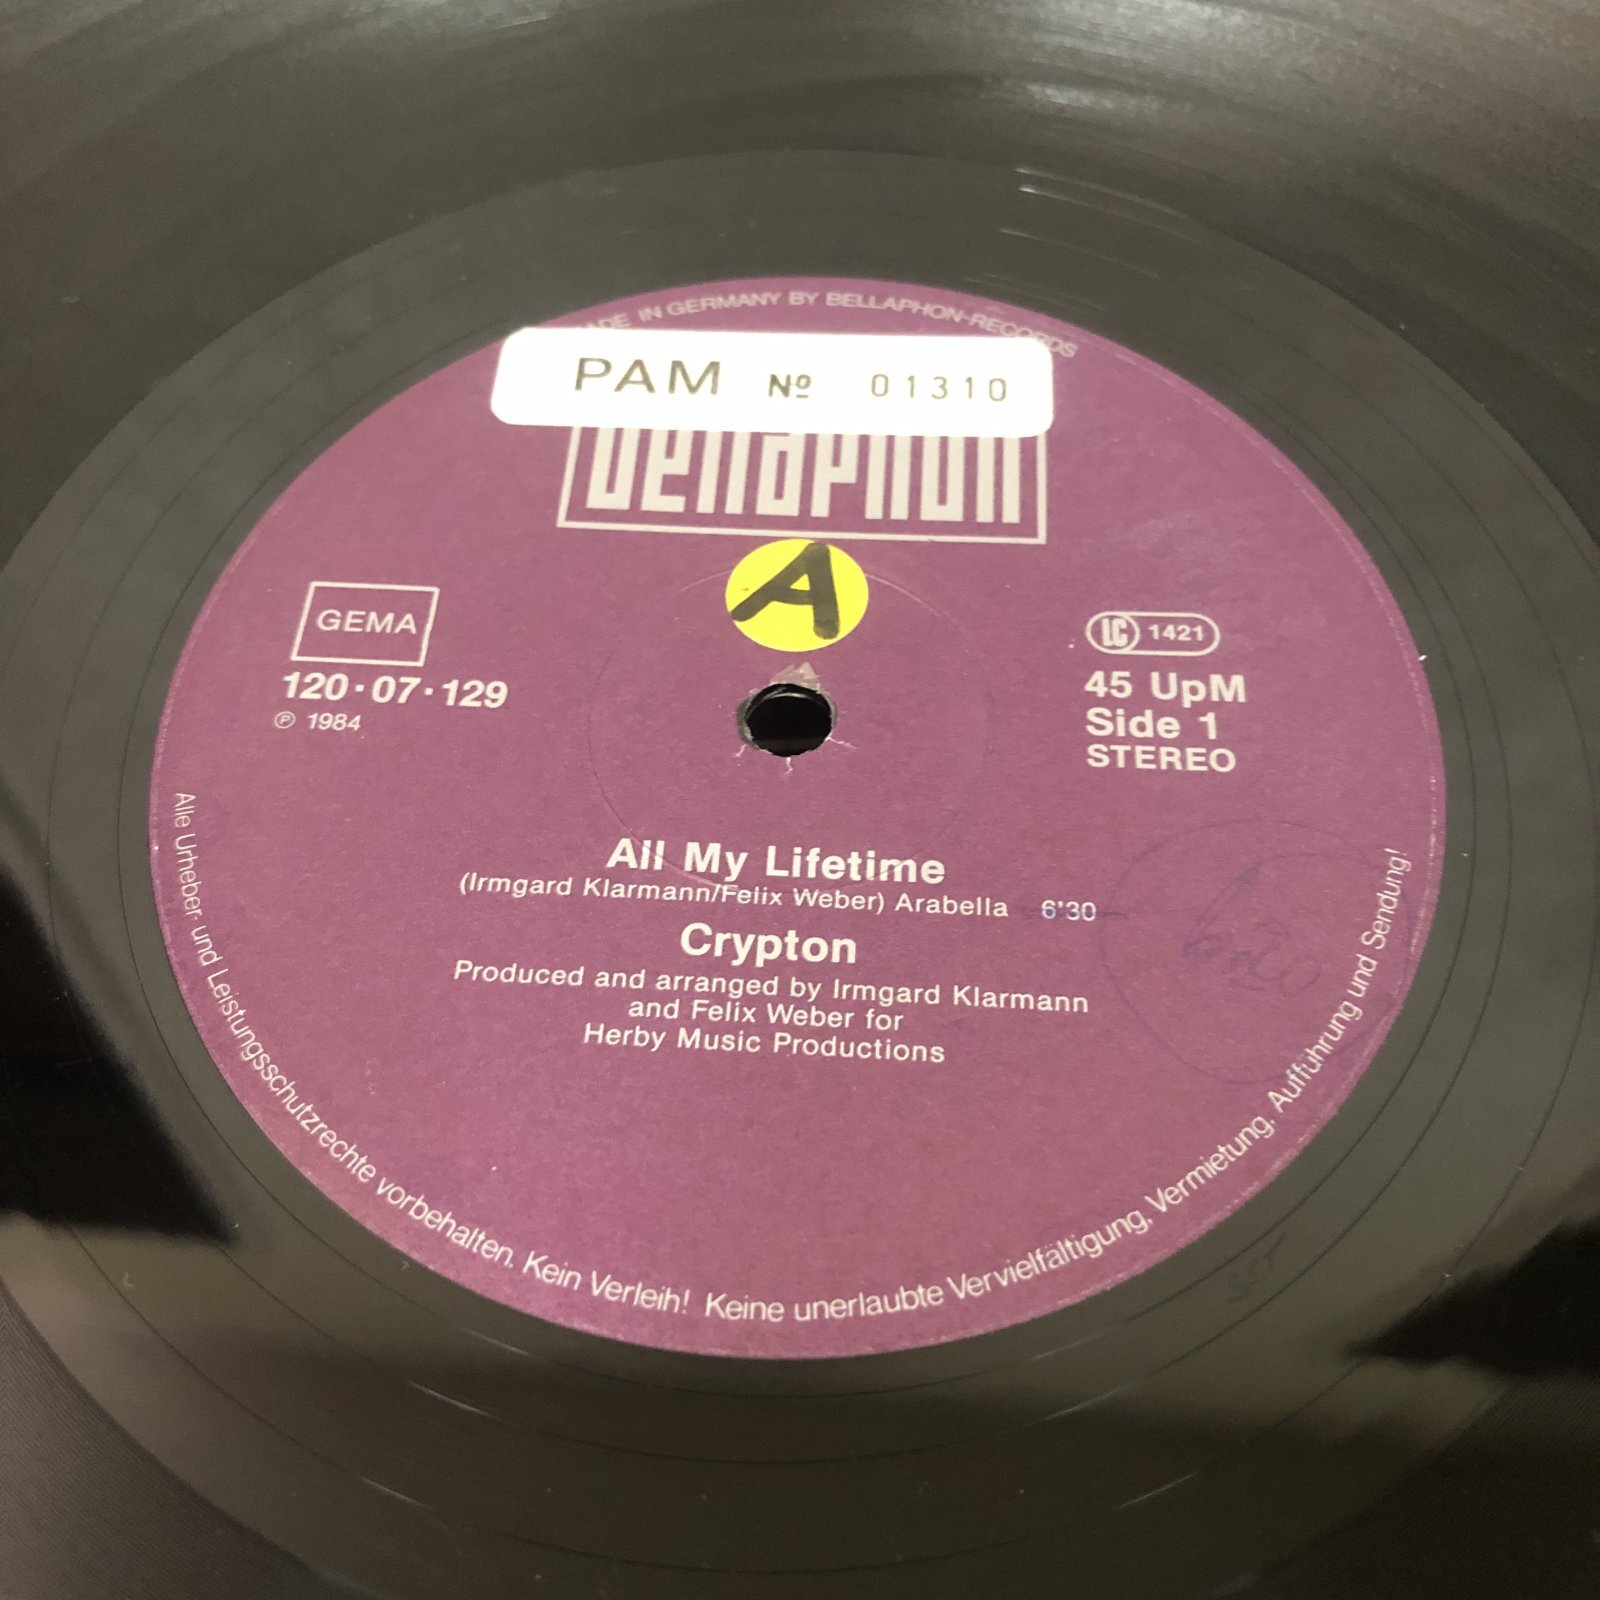 MADE IN GERMANY BY BELLAPHON-RECORDS
PAM Nº 01310
bellaphon
A
GEMA
120·07·129
℗ 1984
LC 1421
45 UpM
Side 1
STEREO
All My Lifetime
(Irmgard Klarmann/Felix Weber) Arabella 6'30
Crypton
Produced and arranged by Irmgard Klarmann
and Felix Weber for
Herby Music Productions
Alle Urheber- und Leistungsschutzrechte vorbehalten. Kein Verleih! Keine unerlaubte Vervielfältigung, Vermietung, Aufführung und Sendung!